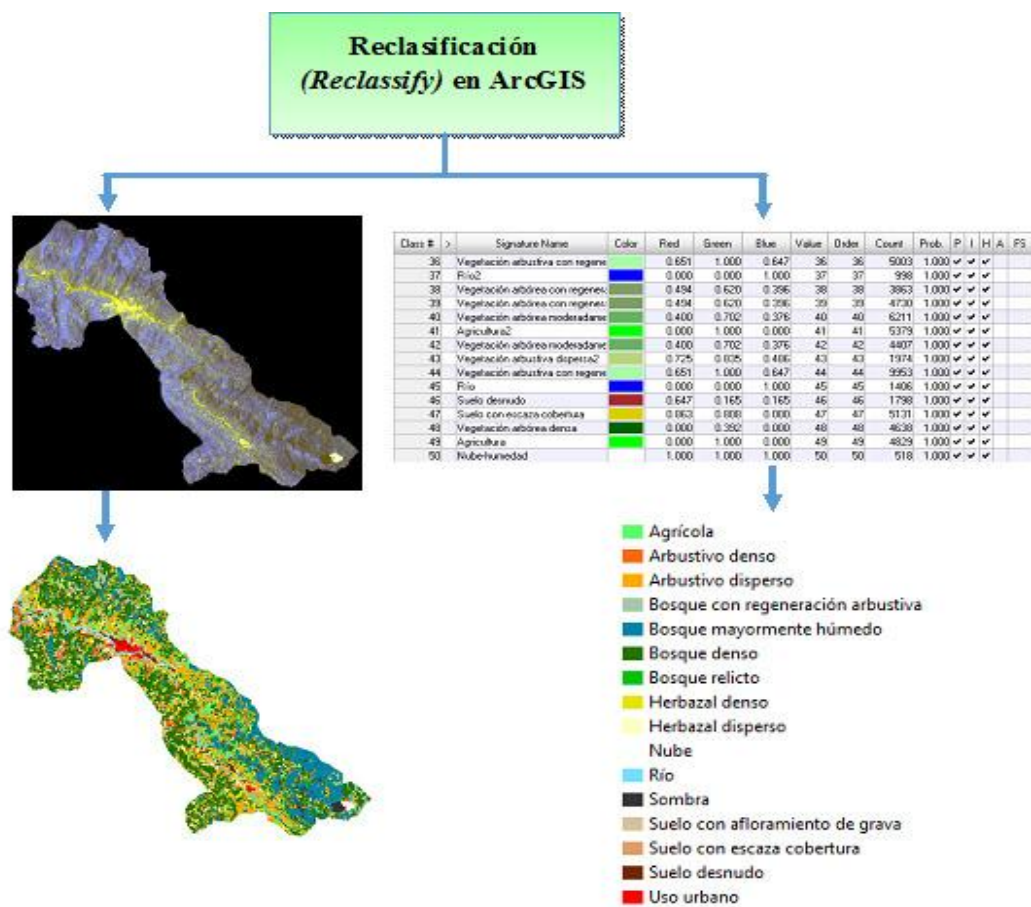 Reclasificación
(Reclassify) en ArcGIS
Class # > Signature Name Color Red Green Blue Value Order Count Prob. P I H A FS
36 Vegetación arbustiva con regene 0.651 1.000 0.647 36 36 5003 1.000 ✔ ✔ ✔
37 Río2 0.000 0.000 1.000 37 37 998 1.000 ✔ ✔ ✔
38 Vegetación arbórea con regener 0.494 0.620 0.396 38 38 3863 1.000 ✔ ✔ ✔
39 Vegetación arbórea con regener 0.494 0.620 0.396 39 39 4730 1.000 ✔ ✔ ✔
40 Vegetación arbórea moderadame 0.400 0.702 0.376 40 40 6211 1.000 ✔ ✔ ✔
41 Agricultura2 0.000 1.000 0.000 41 41 5379 1.000 ✔ ✔ ✔
42 Vegetación arbórea moderadame 0.400 0.702 0.376 42 42 4407 1.000 ✔ ✔ ✔
43 Vegetación arbustiva dispersa2 0.725 0.835 0.486 43 43 1974 1.000 ✔ ✔ ✔
44 Vegetación arbustiva con regene 0.651 1.000 0.647 44 44 9953 1.000 ✔ ✔ ✔
45 Río 0.000 0.000 1.000 45 45 1406 1.000 ✔ ✔ ✔
46 Suelo desnudo 0.647 0.165 0.165 46 46 1798 1.000 ✔ ✔ ✔
47 Suelo con escaza cobertura 0.863 0.808 0.000 47 47 5131 1.000 ✔ ✔ ✔
48 Vegetación arbórea densa 0.000 0.392 0.000 48 48 4638 1.000 ✔ ✔ ✔
49 Agricultura 0.000 1.000 0.000 49 49 4829 1.000 ✔ ✔ ✔
50 Nube-humedad 1.000 1.000 1.000 50 50 518 1.000 ✔ ✔ ✔
Agrícola
Arbustivo denso
Arbustivo disperso
Bosque con regeneración arbustiva
Bosque mayormente húmedo
Bosque denso
Bosque relicto
Herbazal denso
Herbazal disperso
Nube
Río
Sombra
Suelo con afloramiento de grava
Suelo con escaza cobertura
Suelo desnudo
Uso urbano